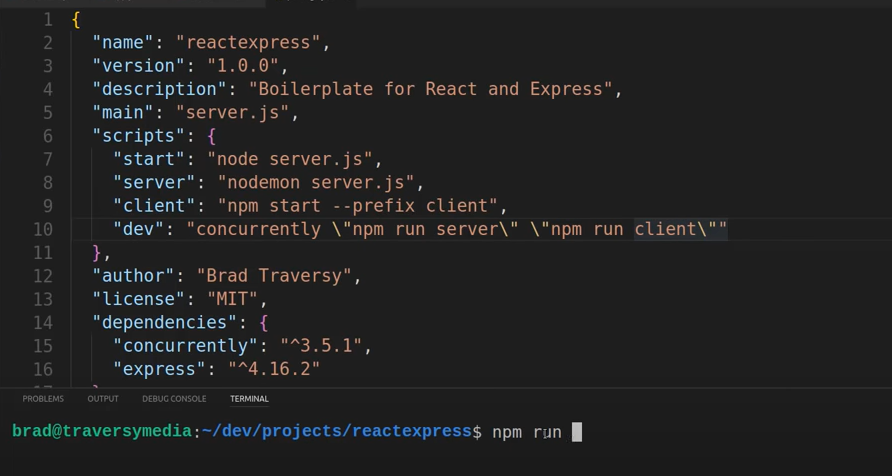 1 {
2 "name": "reactexpress",
3 "version": "1.0.0",
4 "description": "Boilerplate for React and Express",
5 "main": "server.js",
6 "scripts": {
7 "start": "node server.js",
8 "server": "nodemon server.js",
9 "client": "npm start --prefix client",
10 "dev": "concurrently \"npm run server\" \"npm run client\""
11 },
12 "author": "Brad Traversy",
13 "license": "MIT",
14 "dependencies": {
15 "concurrently": "^3.5.1",
16 "express": "^4.16.2"
PROBLEMS OUTPUT DEBUG CONSOLE TERMINAL
brad@traversymedia:~/dev/projects/reactexpress$ npm run